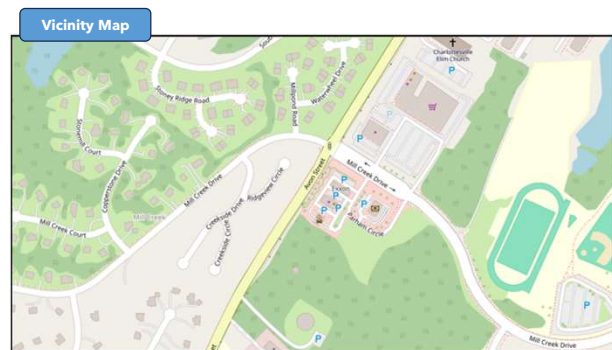 Vicinity Map
Charlottesville
Elim Church
P
South
Stoney Ridge Road
Millpond Road
Waterwheel Drive
P
Stonemill Court
Copperstone Drive
Mill Creek Drive
Avon Street
Mill Creek Drive
Exxon
P
P
P
P
P
P
Parham Circle
Mill Creek
Mill Creek Court
Creekside Drive
Ridgeview Circle
Creekside Circle
P
Mill Creek Drive
P